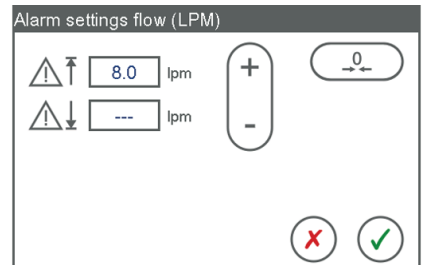 Alarm settings flow (LPM)
8.0 lpm
--- lpm
+
-
0